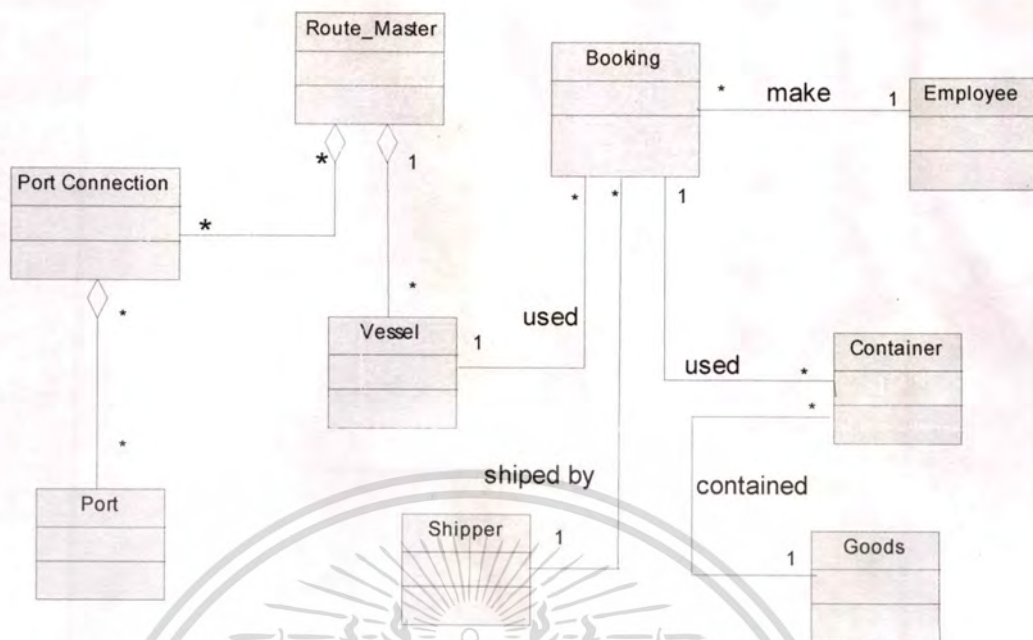 Route_Master
Booking
* make 1
Employee
Port Connection
* 1
*
* * 1
*
*
Vessel
1 used
used *
Container
*
*
shiped by
contained
Port
Shipper
1
Goods
1